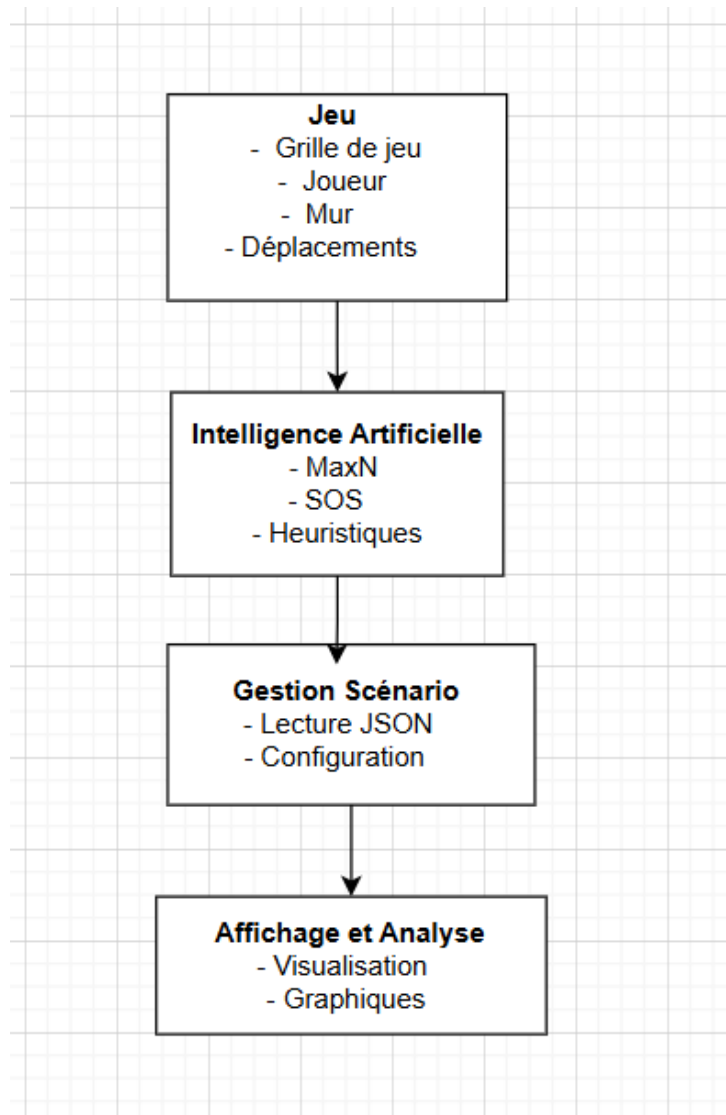 Jeu
- Grille de jeu
- Joueur
- Mur
- Déplacements
Intelligence Artificielle
- MaxN
- SOS
- Heuristiques
Gestion Scénario
- Lecture JSON
- Configuration
Affichage et Analyse
- Visualisation
- Graphiques